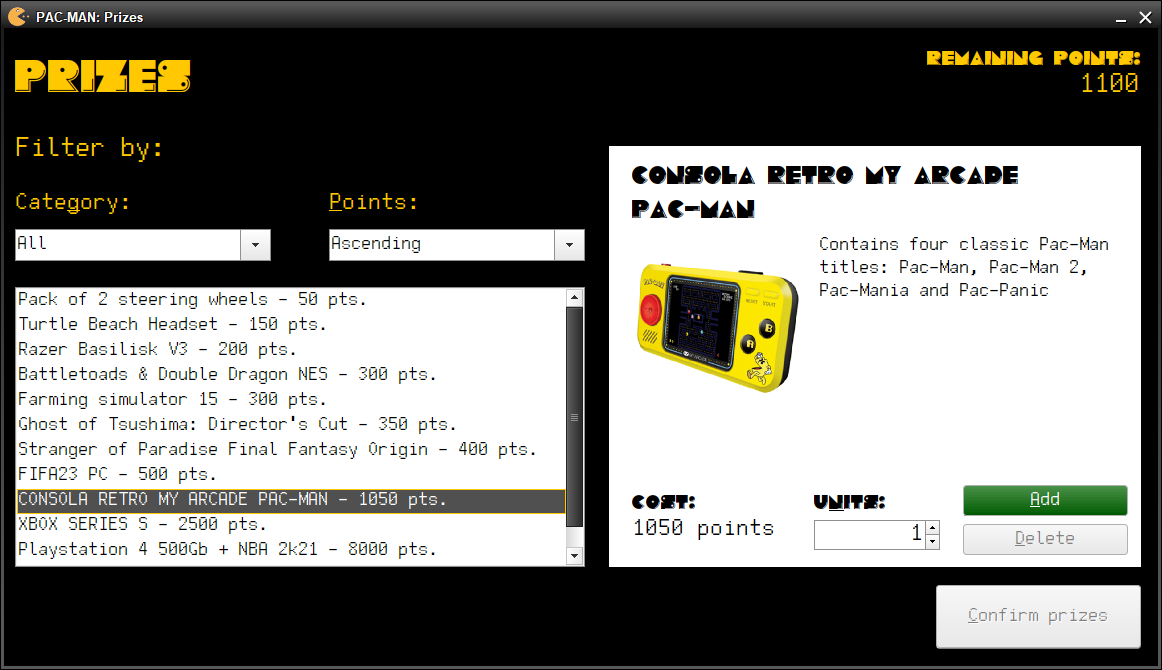 PAC-MAN: Prizes
PRIZES
REMAINING POINTS:
1100
Filter by:
Category:
Points:
All
Ascending
Pack of 2 steering wheels - 50 pts.
Turtle Beach Headset - 150 pts.
Razer Basilisk V3 - 200 pts.
Battletoads & Double Dragon NES - 300 pts.
Farming simulator 15 - 300 pts.
Ghost of Tsushima: Director's Cut - 350 pts.
Stranger of Paradise Final Fantasy Origin - 400 pts.
FIFA23 PC - 500 pts.
CONSOLA RETRO MY ARCADE PAC-MAN - 1050 pts.
XBOX SERIES S - 2500 pts.
Playstation 4 500Gb + NBA 2k21 - 8000 pts.
CONSOLA RETRO MY ARCADE
PAC-MAN
Contains four classic Pac-Man
titles: Pac-Man, Pac-Man 2,
Pac-Mania and Pac-Panic
B
A
COST:
1050 points
UNITS:
1
Add
Delete
Confirm prizes